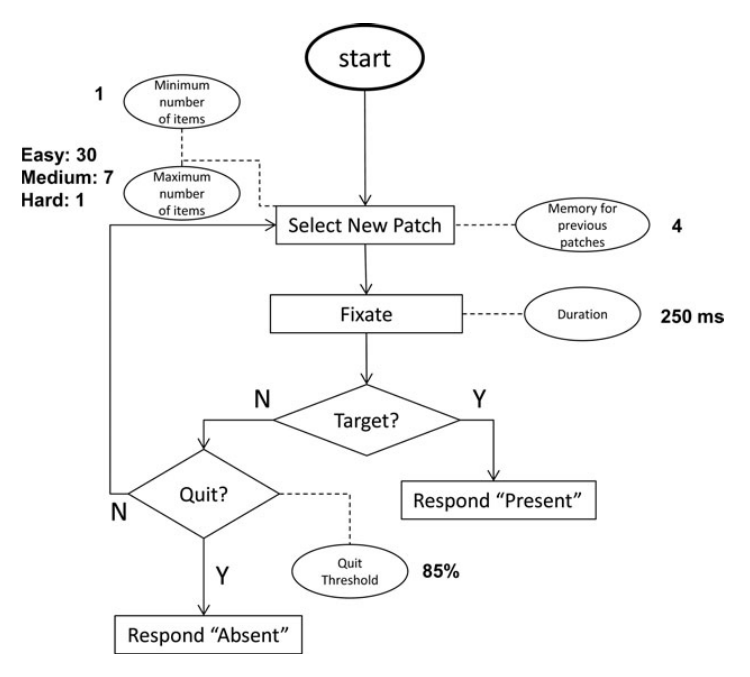 start
1
Minimum
number
of items
Easy: 30
Medium: 7
Hard: 1
Maximum
number
of items
Select New Patch
Memory for
previous
patches
4
Fixate
Duration
250 ms
N
Target?
Y
Quit?
N
Respond “Present”
Y
Quit
Threshold
85%
Respond “Absent”